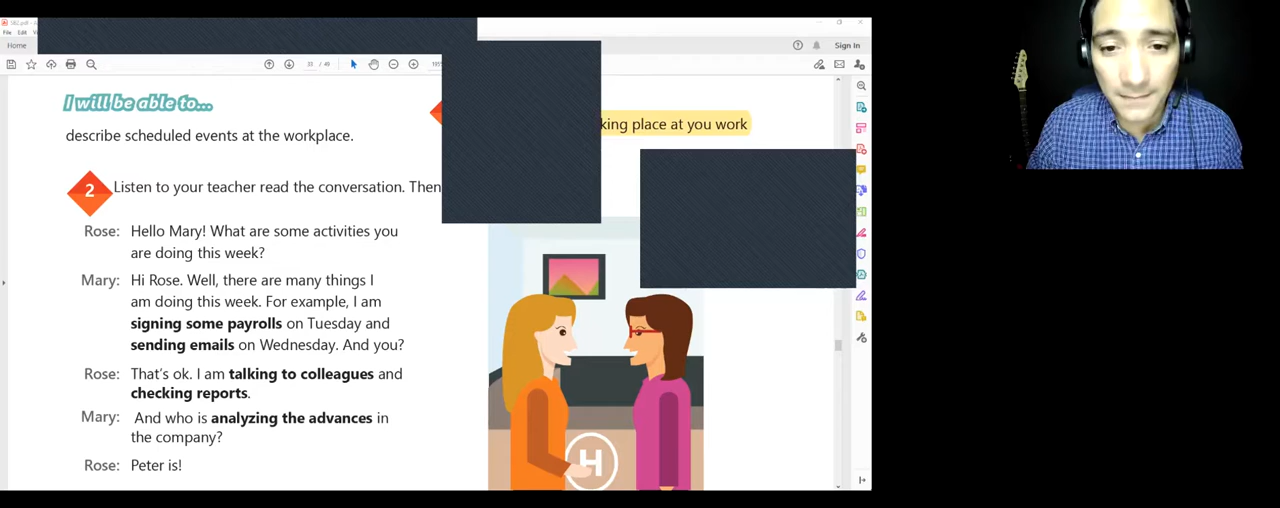 File Edit
Home
Sign In
33 / 49
I will be able to...
describe scheduled events at the workplace.
king place at you work
2 Listen to your teacher read the conversation. Then
Rose: Hello Mary! What are some activities you
are doing this week?
Mary: Hi Rose. Well, there are many things I
am doing this week. For example, I am
signing some payrolls on Tuesday and
sending emails on Wednesday. And you?
Rose: That's ok. I am talking to colleagues and
checking reports.
Mary: And who is analyzing the advances in
the company?
Rose: Peter is!
H